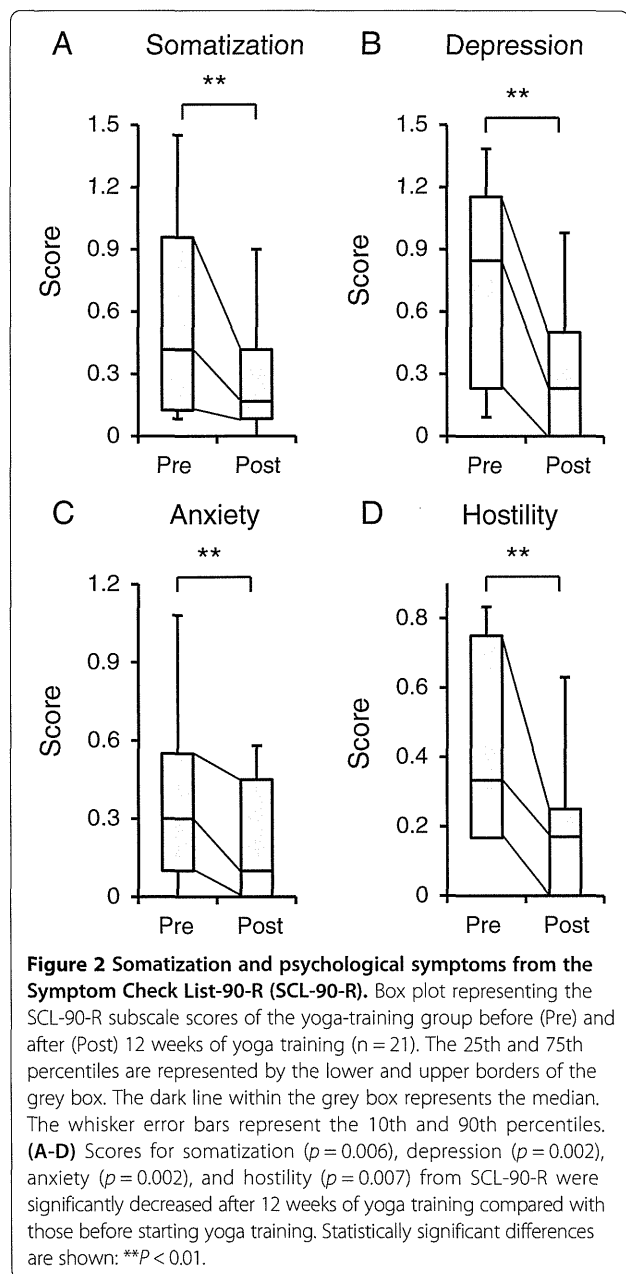 A Somatization
**
1.5
1.2
0.9
0.6
0.3
0
Score
Pre Post
B Depression
**
1.5
1.2
0.9
0.6
0.3
0
Score
Pre Post
C Anxiety
**
1.2
0.9
0.6
0.3
0
Score
Pre Post
D Hostility
**
0.8
0.6
0.4
0.2
0
Score
Pre Post
Figure 2 Somatization and psychological symptoms from the
Symptom Check List-90-R (SCL-90-R). Box plot representing the
SCL-90-R subscale scores of the yoga-training group before (Pre) and
after (Post) 12 weeks of yoga training (n = 21). The 25th and 75th
percentiles are represented by the lower and upper borders of the
grey box. The dark line within the grey box represents the median.
The whisker error bars represent the 10th and 90th percentiles.
(A-D) Scores for somatization (p = 0.006), depression (p = 0.002),
anxiety (p = 0.002), and hostility (p = 0.007) from SCL-90-R were
significantly decreased after 12 weeks of yoga training compared with
those before starting yoga training. Statistically significant differences
are shown: **P < 0.01.